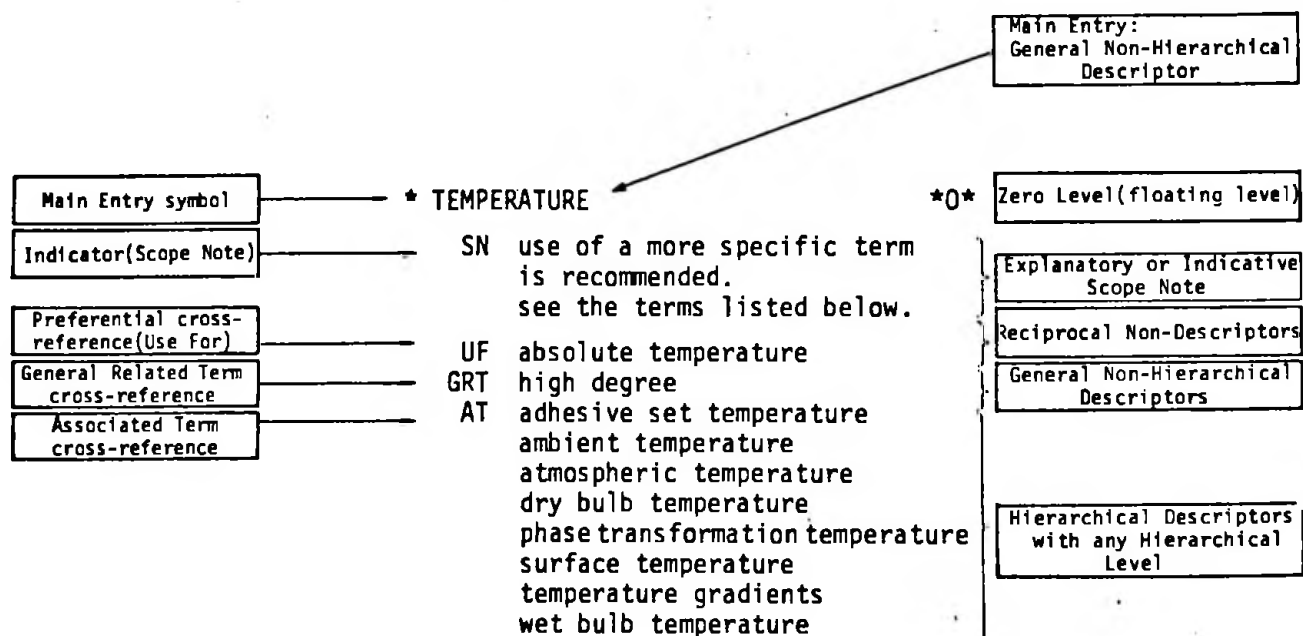 Main Entry:
General Non-Hierarchical
Descriptor
Main Entry symbol
* TEMPERATURE
*0*
Zero Level(floating level)
Indicator(Scope Note)
SN use of a more specific term
is recommended.
see the terms listed below.
Explanatory or Indicative
Scope Note
Preferential cross-
reference(Use For)
UF absolute temperature
Reciprocal Non-Descriptors
General Related Term
cross-reference
GRT high degree
General Non-Hierarchical
Descriptors
Associated Term
cross-reference
AT adhesive set temperature
ambient temperature
atmospheric temperature
dry bulb temperature
phase transformation temperature
surface temperature
temperature gradients
wet bulb temperature
Hierarchical Descriptors
with any Hierarchical
Level